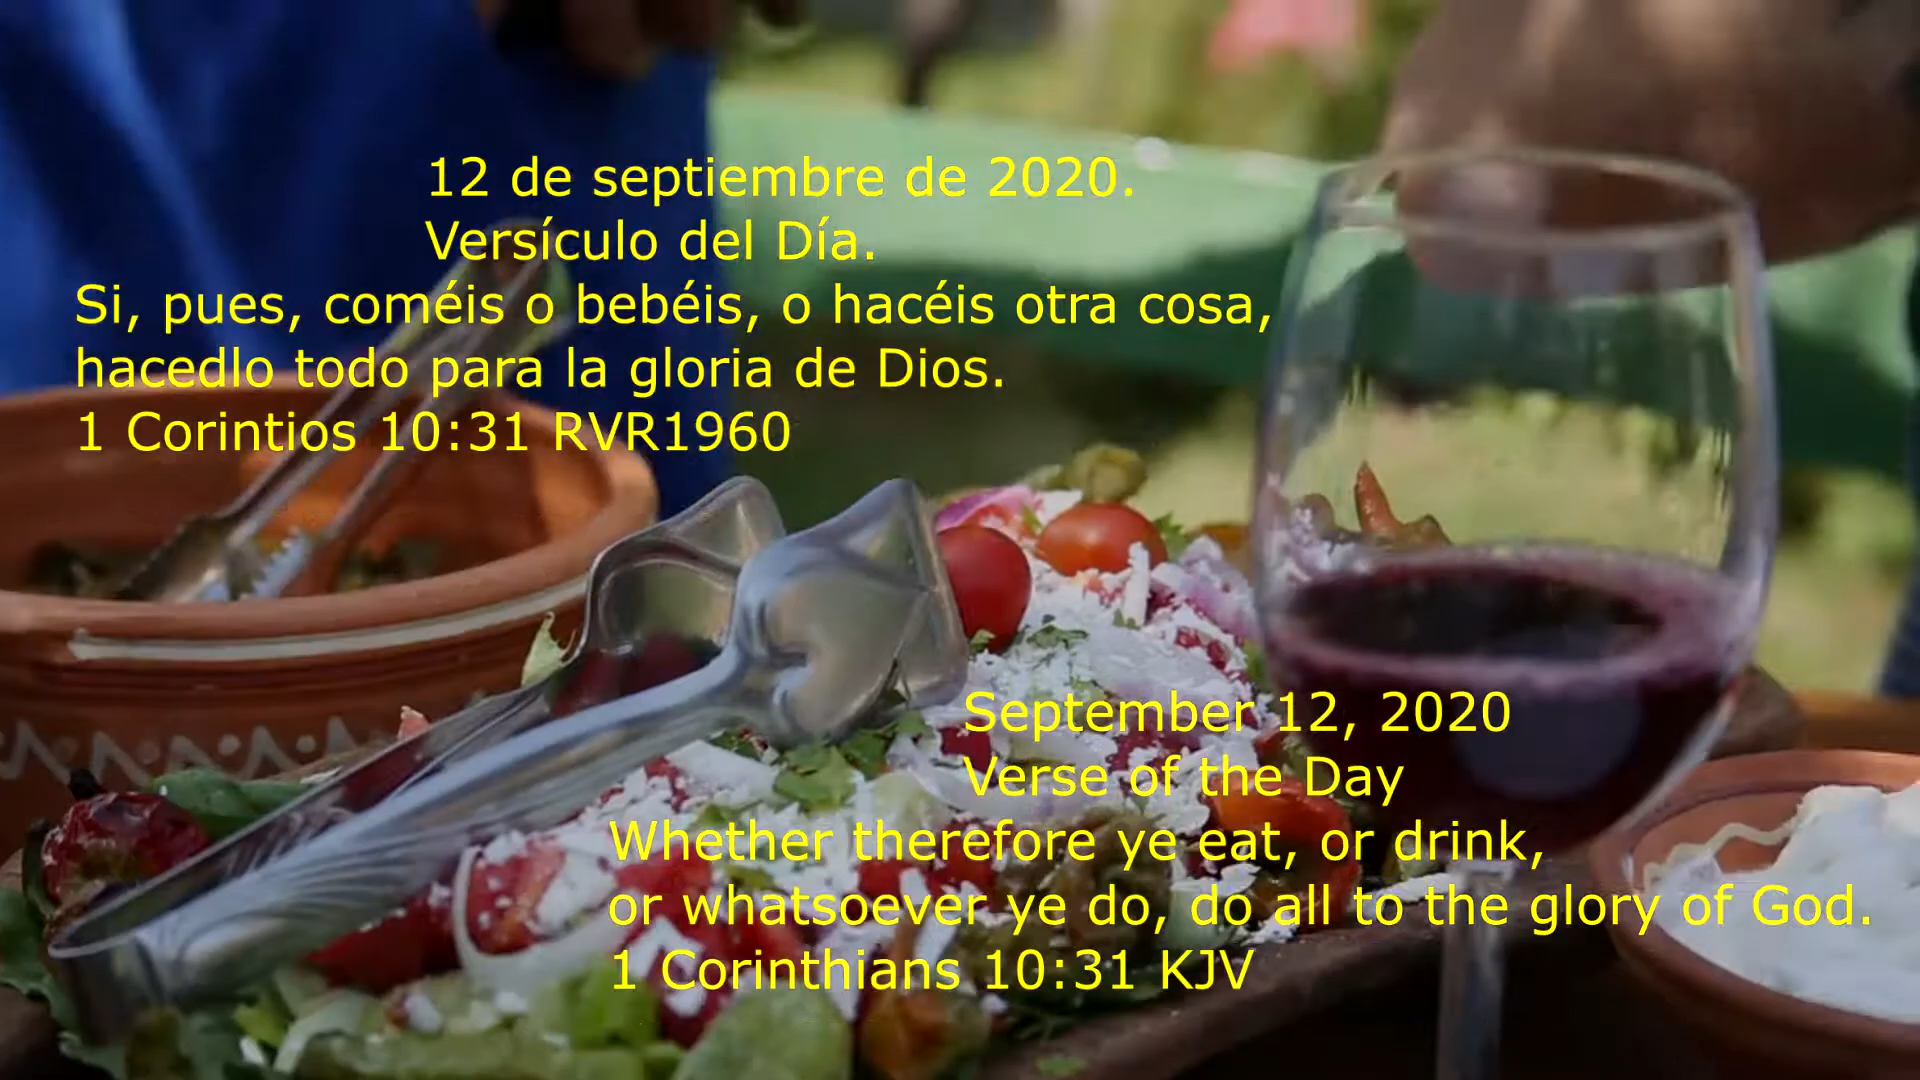 12 de septiembre de 2020.
Versículo del Día.
Si, pues, coméis o bebéis, o hacéis otra cosa,
hacedlo todo para la gloria de Dios.
1 Corintios 10:31 RVR1960
September 12, 2020
Verse of the Day
Whether therefore ye eat, or drink,
or whatsoever ye do, do all to the glory of God.
1 Corinthians 10:31 KJV